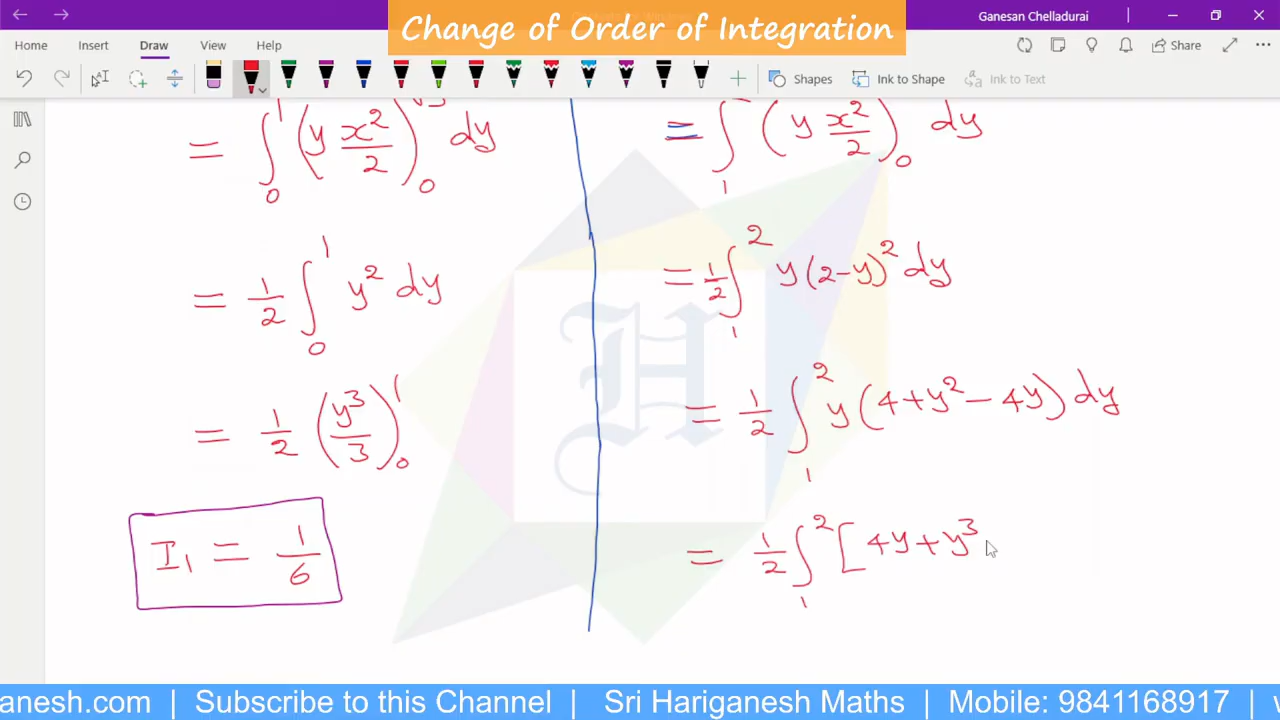 Ganesan Chelladurai
Change of Order of Integration
Home Insert Draw View Help
Share
Shapes Ink to Shape Ink to Text
= ∫₀¹ (y x²/2)₀^√y dy
= ½ ∫₀¹ y² dy
= ½ (y³/3)₀¹
I₁ = 1/6
= ∫₁ (y x²/2)₀ dy
= ½ ∫₁² y(2-y)² dy
= ½ ∫₁² y(4+y²-4y) dy
= ½ ∫₁² [4y+y³
anesh.com | Subscribe to this Channel | Sri Hariganesh Maths | Mobile: 9841168917 |